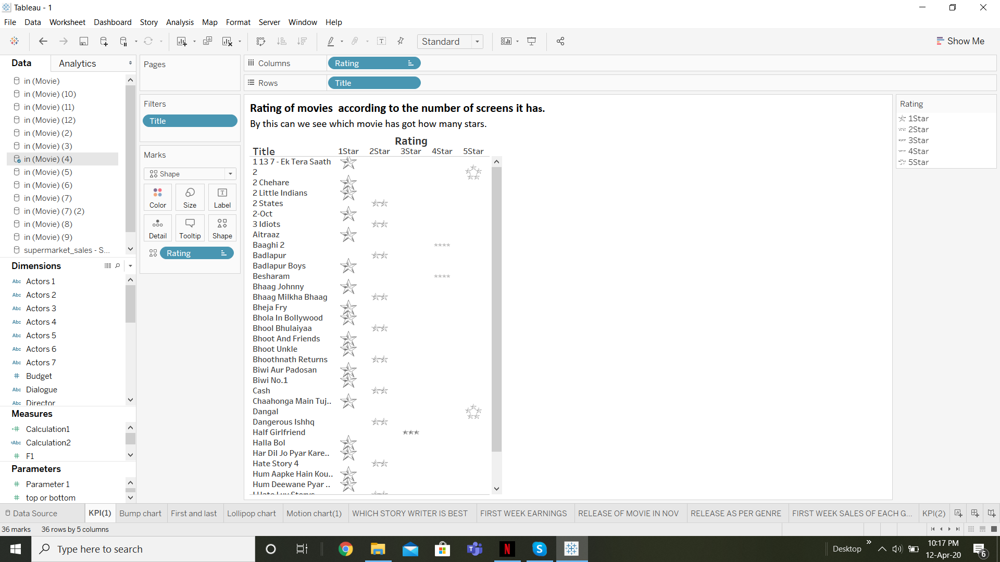 Tableau - 1
File Data Worksheet Dashboard Story Analysis Map Format Server Window Help
Standard
Show Me
Data Analytics
in (Movie)
in (Movie) (10)
in (Movie) (11)
in (Movie) (12)
in (Movie) (2)
in (Movie) (3)
in (Movie) (4)
in (Movie) (5)
in (Movie) (6)
in (Movie) (7)
in (Movie) (7) (2)
in (Movie) (8)
in (Movie) (9)
supermarket_sales - S...
Dimensions
Abc Actors 1
Abc Actors 2
Abc Actors 3
Abc Actors 4
Abc Actors 5
Abc Actors 6
Abc Actors 7
# Budget
Abc Dialogue
Abc Director
Measures
=# Calculation1
=Abc Calculation2
# F1
Parameters
# Parameter 1
# top or bottom
Pages
Filters
Title
Marks
Shape
Color Size Label
Detail Tooltip Shape
Rating
Columns Rating
Rows Title
Rating of movies  according to the number of screens it has.
By this can we see which movie has got how many stars.
Rating
Title 1Star 2Star 3Star 4Star 5Star
1 13 7 - Ek Tera Saath
2
2 Chehare
2 Little Indians
2 States
2-Oct
3 Idiots
Aitraaz
Baaghi 2
Badlapur
Badlapur Boys
Besharam
Bhaag Johnny
Bhaag Milkha Bhaag
Bheja Fry
Bhola In Bollywood
Bhool Bhulaiyaa
Bhoot And Friends
Bhoot Unkle
Bhoothnath Returns
Biwi Aur Padosan
Biwi No.1
Cash
Chaahonga Main Tuj..
Dangal
Dangerous Ishhq
Half Girlfriend
Halla Bol
Har Dil Jo Pyar Kare..
Hate Story 4
Hum Aapke Hain Kou..
Hum Deewane Pyar ..
I Hate Luv Storys
Rating
1Star
2Star
3Star
4Star
5Star
Data Source KPI(1) Bump chart First and last Lollipop chart Motion chart(1) WHICH STORY WRITER IS BEST FIRST WEEK EARNINGS RELEASE OF MOVIE IN NOV RELEASE AS PER GENRE FIRST WEEK SALES OF EACH G... KPI(2)
36 marks 36 rows by 5 columns
Type here to search
Desktop
10:17 PM
12-Apr-20
6